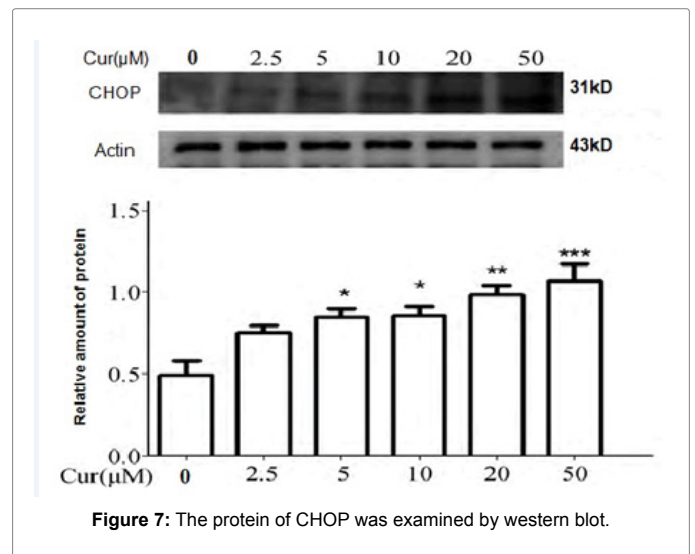 Cur(μM) 0 2.5 5 10 20 50
CHOP 31kD
Actin 43kD
Relative amount of protein
1.5
1.0
0.5
0.0
* * ** ***
Cur(μM) 0 2.5 5 10 20 50
Figure 7: The protein of CHOP was examined by western blot.